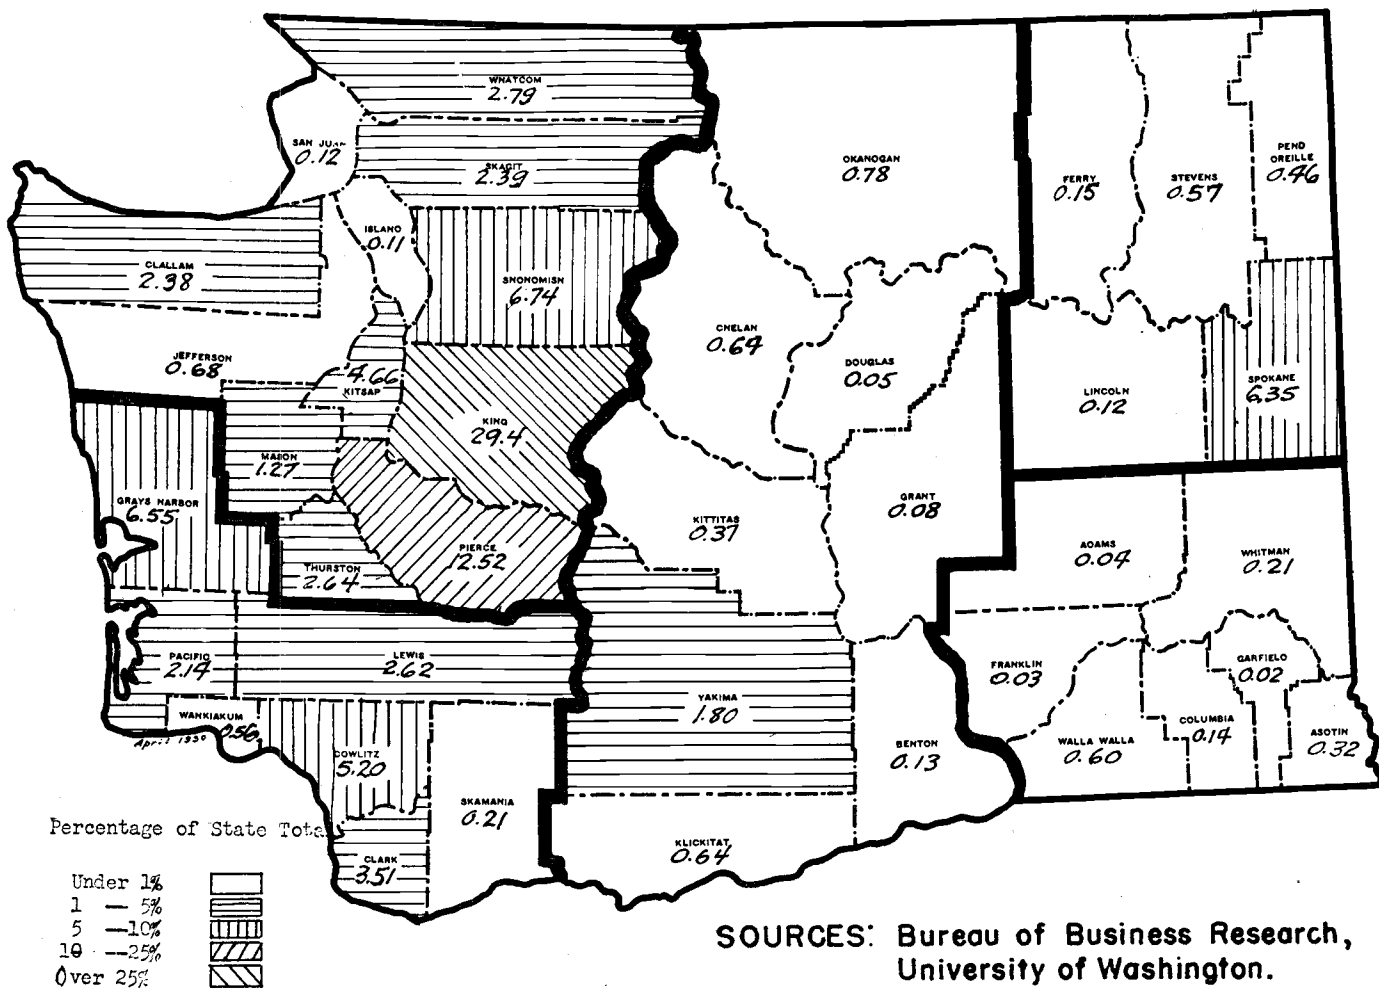 WHATCOM
2.79
SAN JUAN
0.12
SKAGIT
2.39
OKANOGAN
0.78
FERRY
0.15
STEVENS
0.57
PEND
OREILLE
0.46
ISLAND
0.11
CLALLAM
2.38
SNONOMISH
6.74
CHELAN
0.64
DOUGLAS
0.05
JEFFERSON
0.68
4.66
KITSAP
LINCOLN
0.12
SPOKANE
6.35
KING
29.4
MASON
1.27
GRAYS HARBOR
6.55
KITTITAS
0.37
GRANT
0.08
PIERCE
12.52
THURSTON
2.64
ADAMS
0.04
WHITMAN
0.21
PACIFIC
2.14
LEWIS
2.62
FRANKLIN
0.03
GARFIELD
0.02
YAKIMA
1.80
WAHKIAKUM
0.56
April 1950
COLUMBIA
0.14
ASOTIN
0.32
COWLITZ
5.20
BENTON
0.13
WALLA WALLA
0.60
SKAMANIA
0.21
KLICKITAT
0.64
CLARK
3.51
Percentage of State Tota
Under 1%
1 — 5%
5 —10%
10 --25%
Over 25%
SOURCES: Bureau of Business Research,
University of Washington.